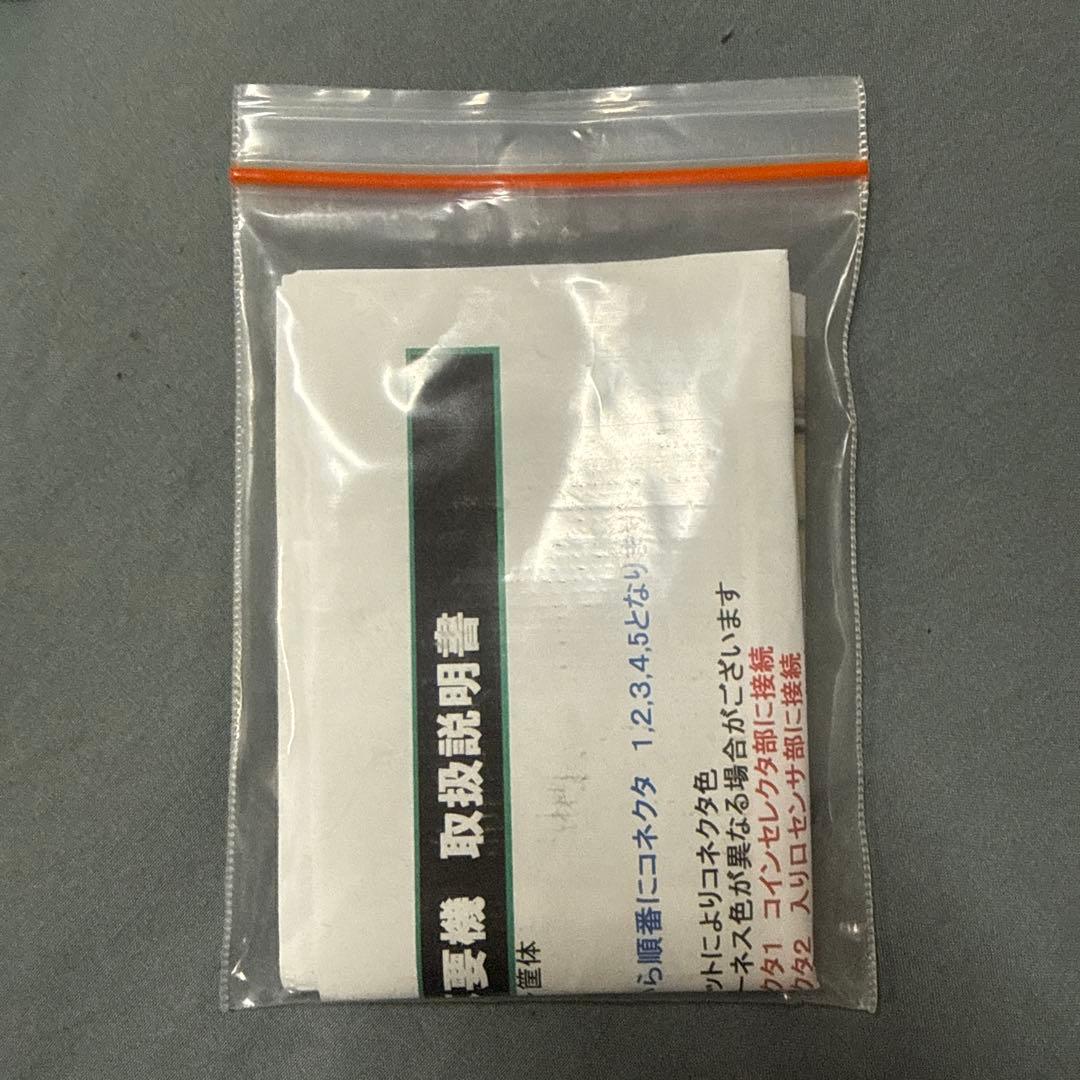 要機 取扱説明書
筐体
ら順番にコネクタ 1,2,3,4,5となりま
ットによりコネクタ色
ーネス色が異なる場合がございます
クタ1 コインセレクタ部に接続
クタ2 入り口センサ部に接続